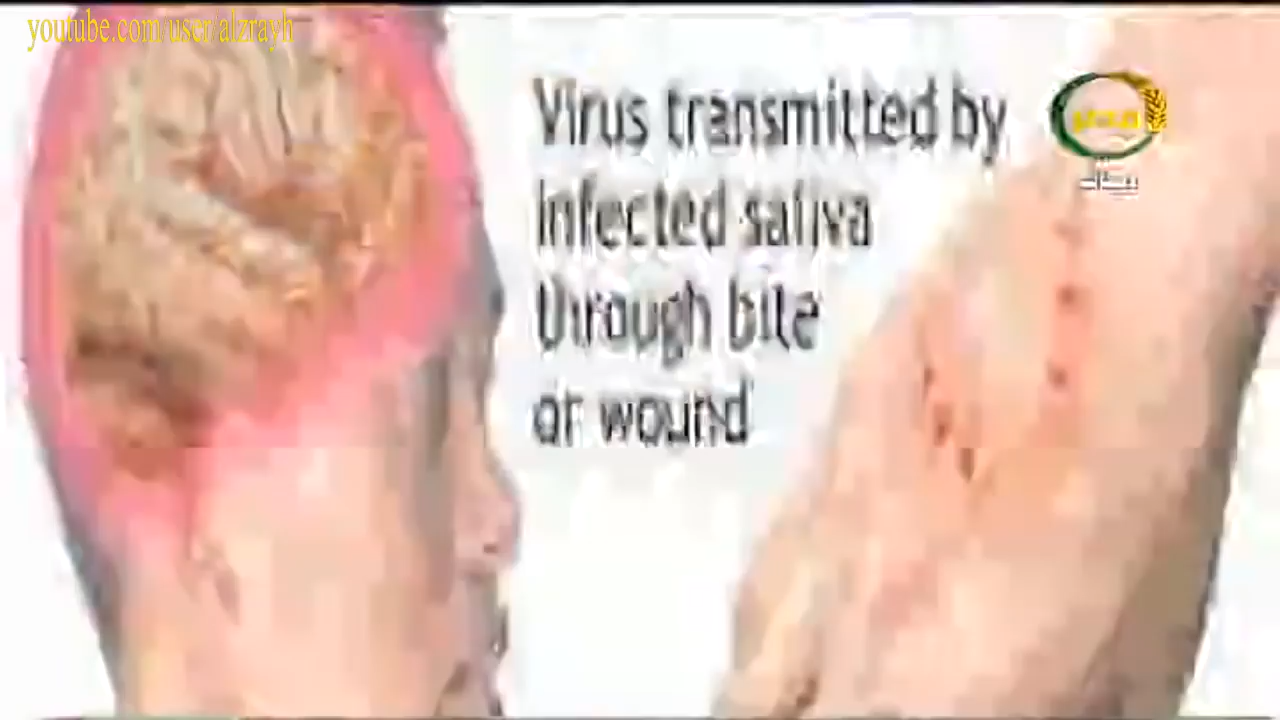 youtube.com/user/alzrayh
Virus transmitted by
infected saliva
through bite
or wound